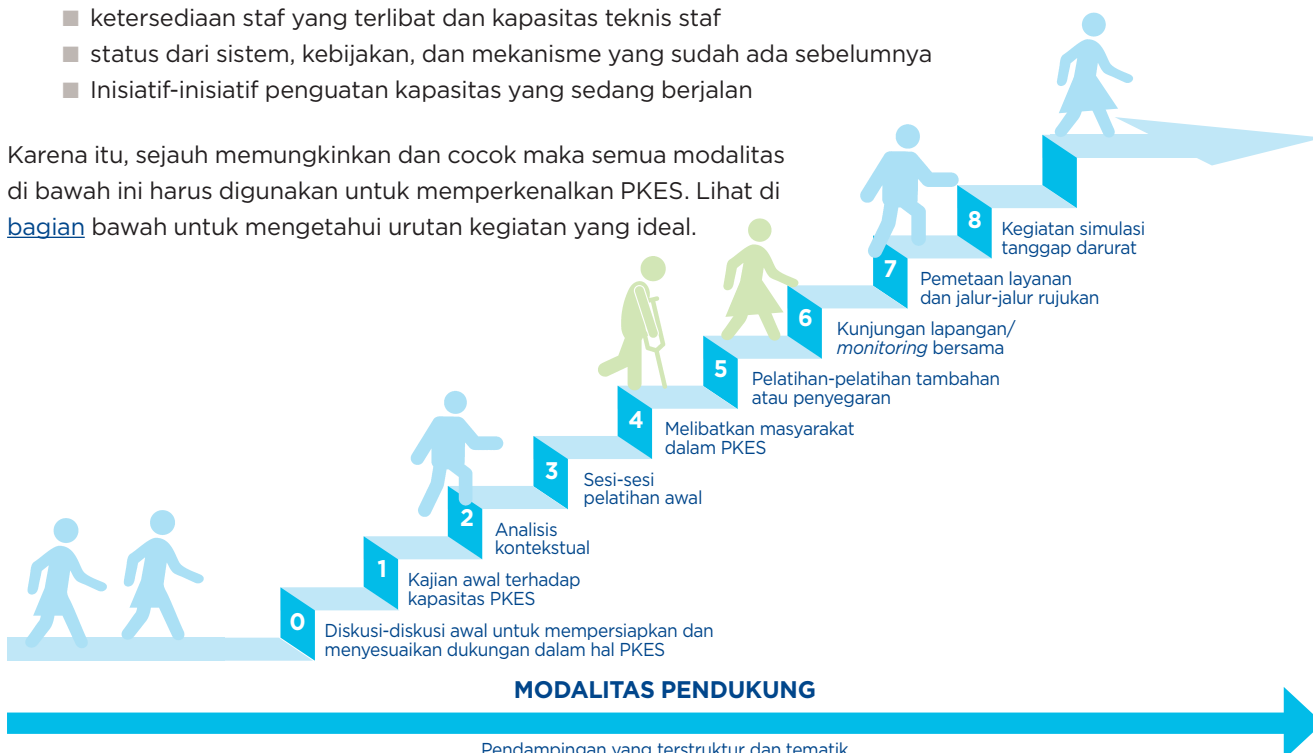 ■ ketersediaan staf yang terlibat dan kapasitas teknis staf
■ status dari sistem, kebijakan, dan mekanisme yang sudah ada sebelumnya
■ Inisiatif-inisiatif penguatan kapasitas yang sedang berjalan
Karena itu, sejauh memungkinkan dan cocok maka semua modalitas
di bawah ini harus digunakan untuk memperkenalkan PKES. Lihat di
bagian bawah untuk mengetahui urutan kegiatan yang ideal.
8
Kegiatan simulasi
tanggap darurat
7
Pemetaan layanan
dan jalur-jalur rujukan
6
Kunjungan lapangan/
monitoring bersama
5
Pelatihan-pelatihan tambahan
atau penyegaran
4
Melibatkan masyarakat
dalam PKES
3
Sesi-sesi
pelatihan awal
2
Analisis
kontekstual
1
Kajian awal terhadap
kapasitas PKES
0
Diskusi-diskusi awal untuk mempersiapkan dan
menyesuaikan dukungan dalam hal PKES
MODALITAS PENDUKUNG
Pendampingan yang terstruktur dan tematik